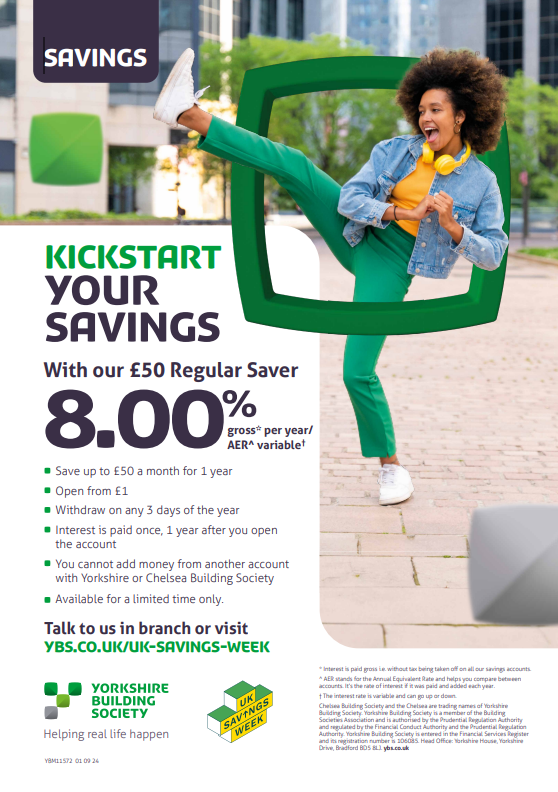 SAVINGS
KICKSTART
YOUR
SAVINGS
With our £50 Regular Saver
8.00%
gross* per year/
AER^ variable†
Save up to £50 a month for 1 year
Open from £1
Withdraw on any 3 days of the year
Interest is paid once, 1 year after you open
the account
You cannot add money from another account
with Yorkshire or Chelsea Building Society
Available for a limited time only.
Talk to us in branch or visit
YBS.CO.UK/UK-SAVINGS-WEEK
YORKSHIRE
BUILDING
SOCIETY
Helping real life happen
UK
SAVINGS
WEEK
YBM11572 01 09 24
* Interest is paid gross i.e. without tax being taken off on all our savings accounts.
^ AER stands for the Annual Equivalent Rate and helps you compare between
accounts. It's the rate of interest if it was paid and added each year.
† The interest rate is variable and can go up or down.
Chelsea Building Society and the Chelsea are trading names of Yorkshire
Building Society. Yorkshire Building Society is a member of the Building
Societies Association and is authorised by the Prudential Regulation Authority
and regulated by the Financial Conduct Authority and the Prudential Regulation
Authority. Yorkshire Building Society is entered in the Financial Services Register
and its registration number is 106085. Head Office: Yorkshire House, Yorkshire
Drive, Bradford BD5 8LJ. ybs.co.uk